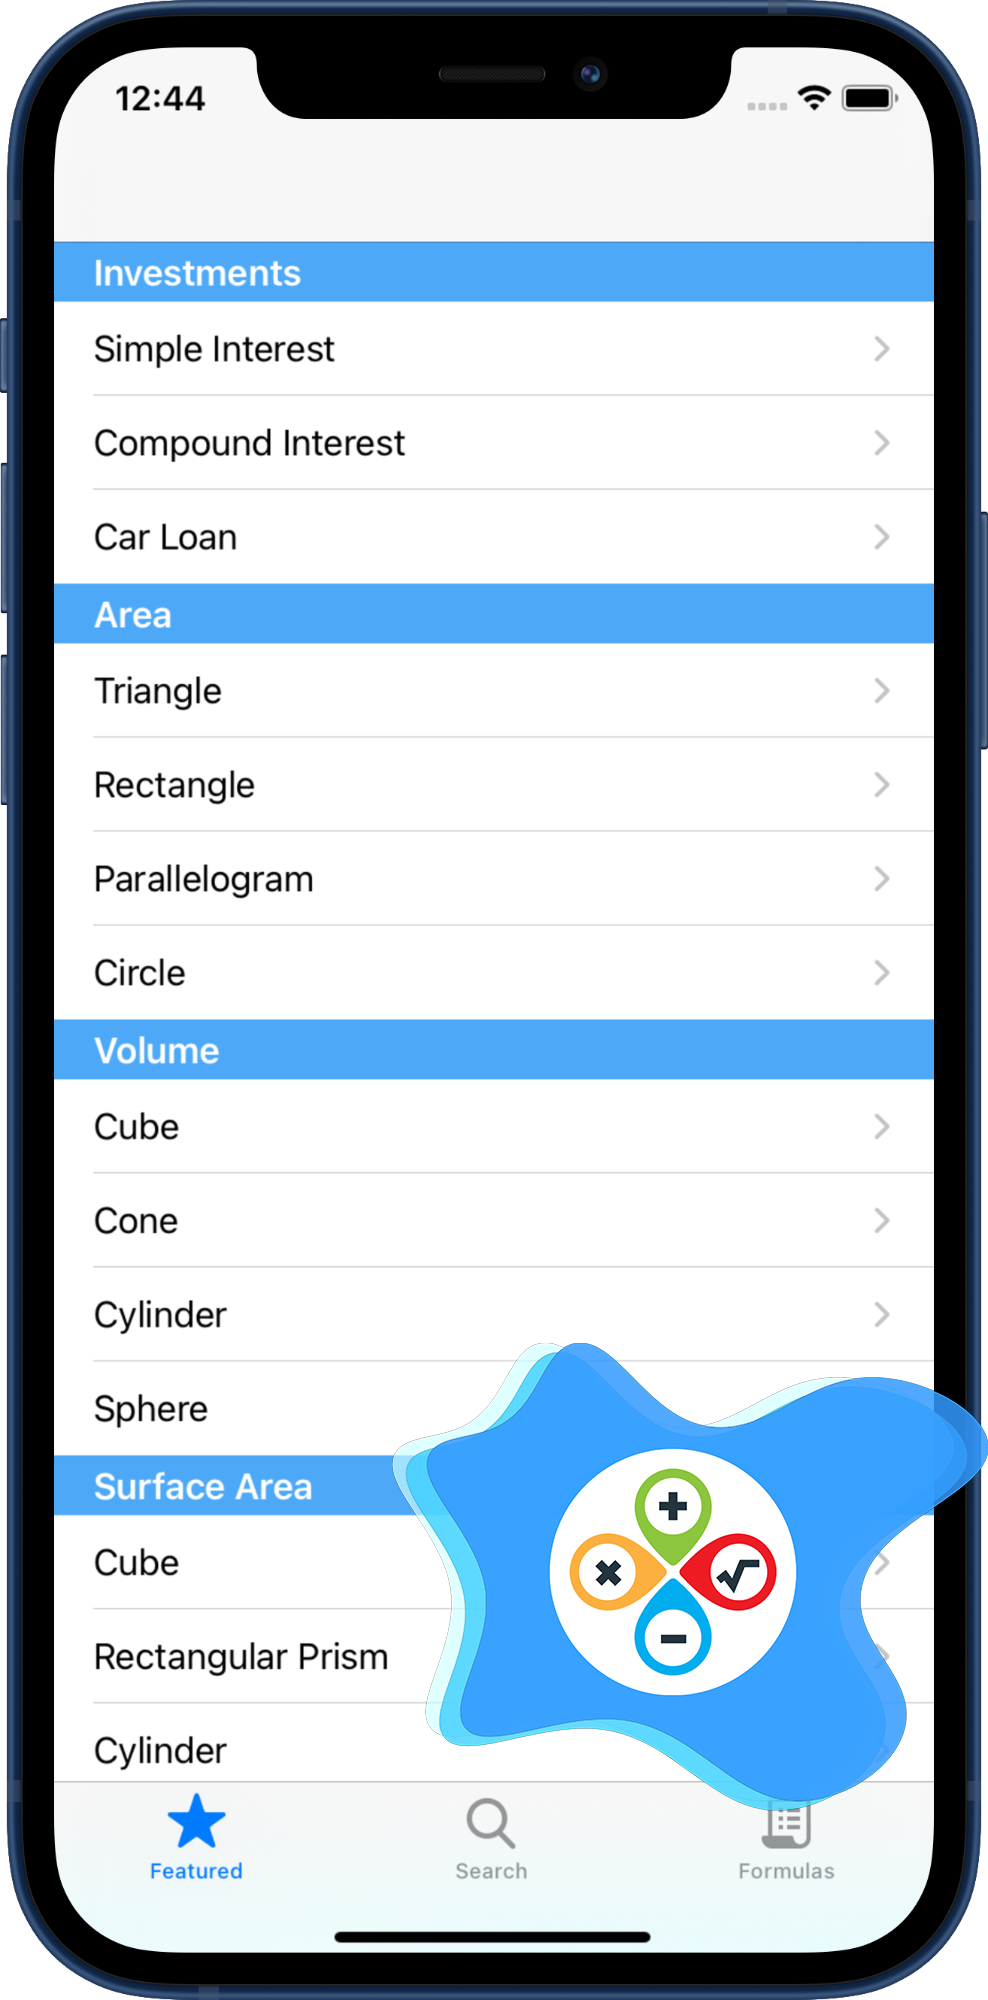 12:44
Investments
Simple Interest
Compound Interest
Car Loan
Area
Triangle
Rectangle
Parallelogram
Circle
Volume
Cube
Cone
Cylinder
Sphere
Surface Area
Cube
Rectangular Prism
Cylinder
Featured
Search
Formulas